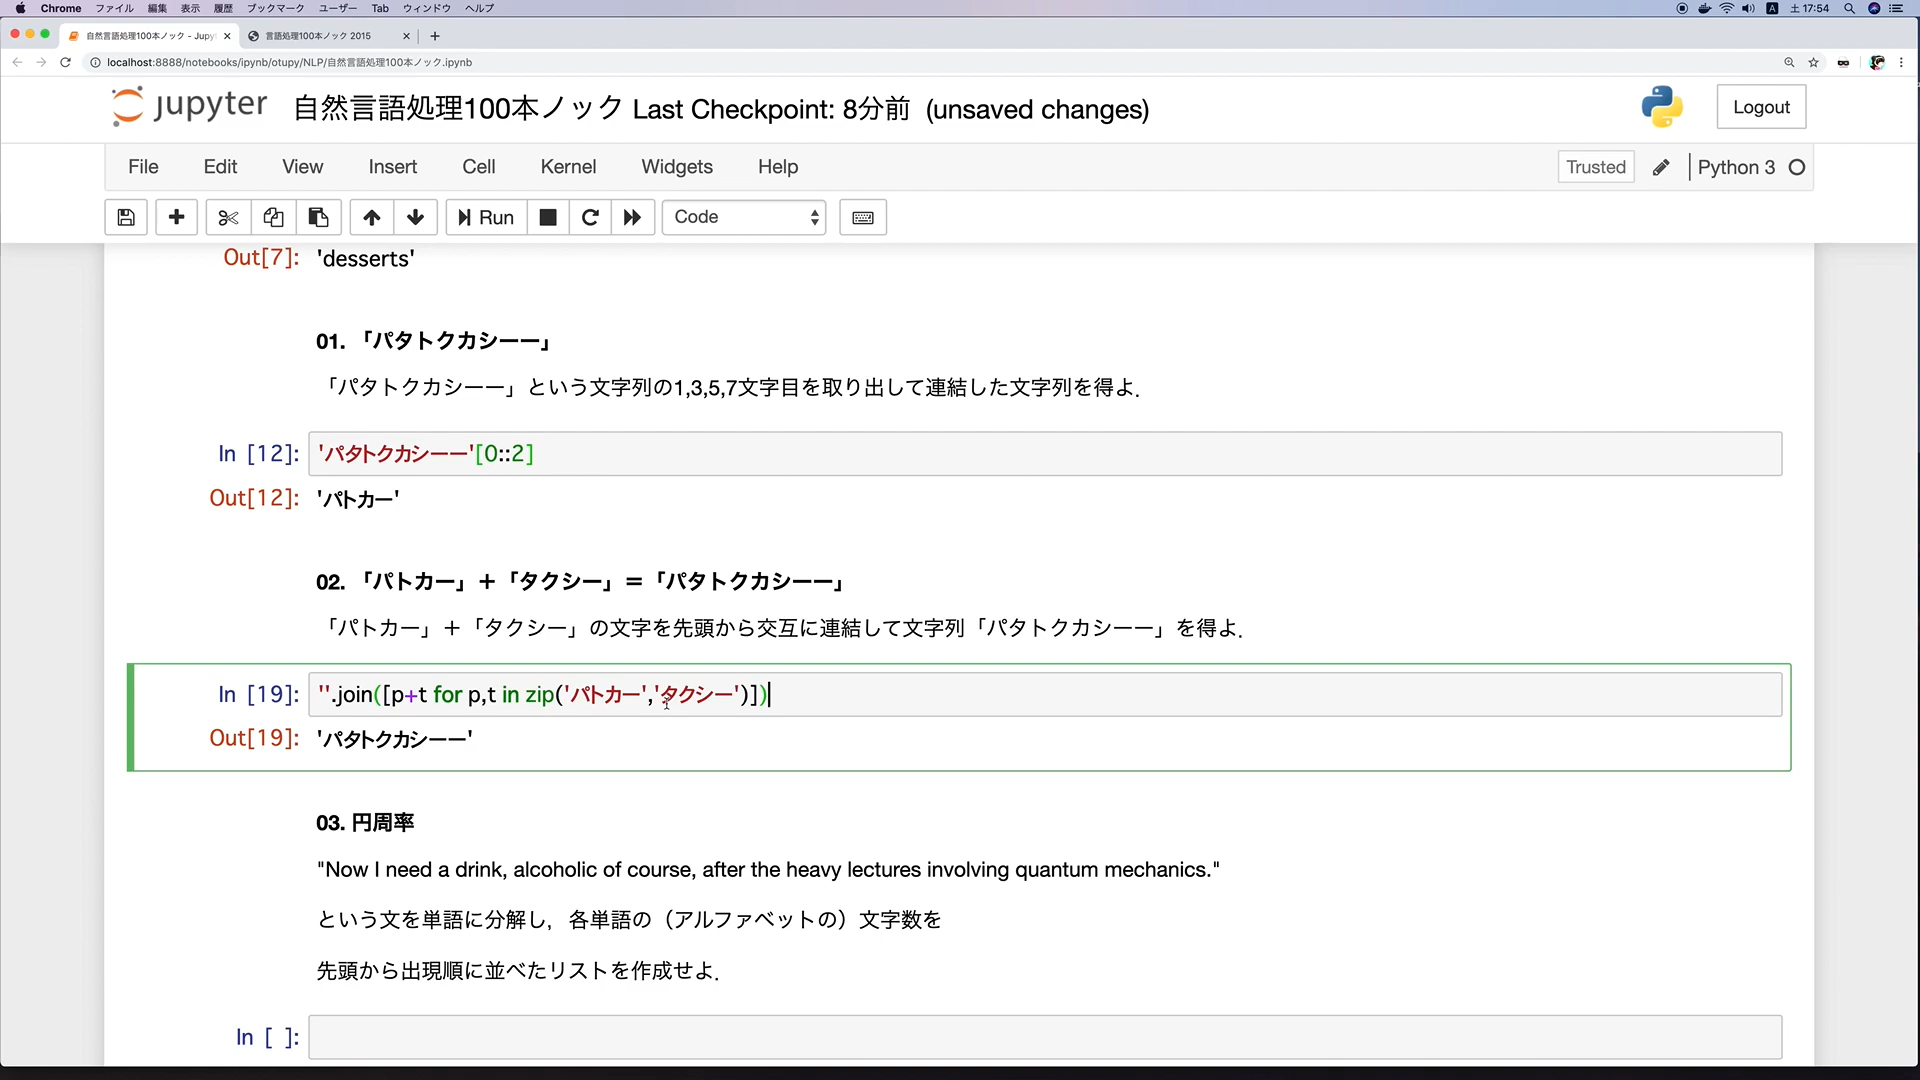 Chrome ファイル 編集 表示 履歴 ブックマーク ユーザー Tab ウィンドウ ヘルプ A 土 17:54
自然言語処理100本ノック - Jupy 言語処理100本ノック 2015
localhost:8888/notebooks/ipynb/otupy/NLP/自然言語処理100本ノック.ipynb
jupyter 自然言語処理100本ノック Last Checkpoint: 8分前 (unsaved changes) Logout
File Edit View Insert Cell Kernel Widgets Help Trusted Python 3
Run Code
Out[7]: 'desserts'
01. 「パタトクカシーー」
「パタトクカシーー」という文字列の1,3,5,7文字目を取り出して連結した文字列を得よ.
In [12]: 'パタトクカシーー'[0::2]
Out[12]: 'パトカー'
02. 「パトカー」＋「タクシー」＝「パタトクカシーー」
「パトカー」＋「タクシー」の文字を先頭から交互に連結して文字列「パタトクカシーー」を得よ.
In [19]: ''.join([p+t for p,t in zip('パトカー','タクシー')])
Out[19]: 'パタトクカシーー'
03. 円周率
"Now I need a drink, alcoholic of course, after the heavy lectures involving quantum mechanics."
という文を単語に分解し，各単語の（アルファベットの）文字数を
先頭から出現順に並べたリストを作成せよ.
In [ ]: